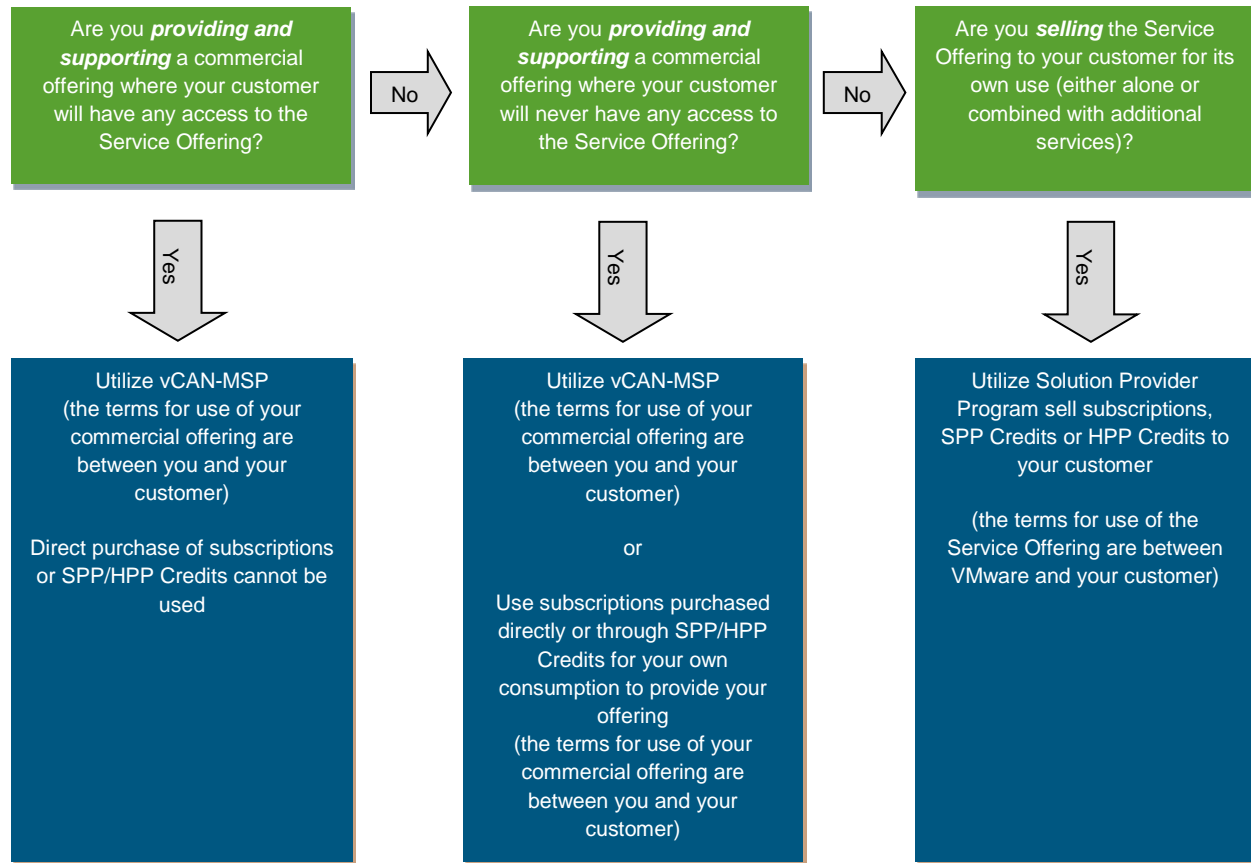 Are you providing and
supporting a commercial
offering where your customer
will have any access to the
Service Offering?
No
Are you providing and
supporting a commercial
offering where your customer
will never have any access to
the Service Offering?
No
Are you selling the Service
Offering to your customer for its
own use (either alone or
combined with additional
services)?
Yes
Yes
Yes
Utilize vCAN-MSP
(the terms for use of your
commercial offering are
between you and your
customer)
Direct purchase of subscriptions
or SPP/HPP Credits cannot be
used
Utilize vCAN-MSP
(the terms for use of your
commercial offering are
between you and your
customer)
or
Use subscriptions purchased
directly or through SPP/HPP
Credits for your own
consumption to provide your
offering
(the terms for use of your
commercial offering are
between you and your
customer)
Utilize Solution Provider
Program sell subscriptions,
SPP Credits or HPP Credits to
your customer
(the terms for use of the
Service Offering are between
VMware and your customer)